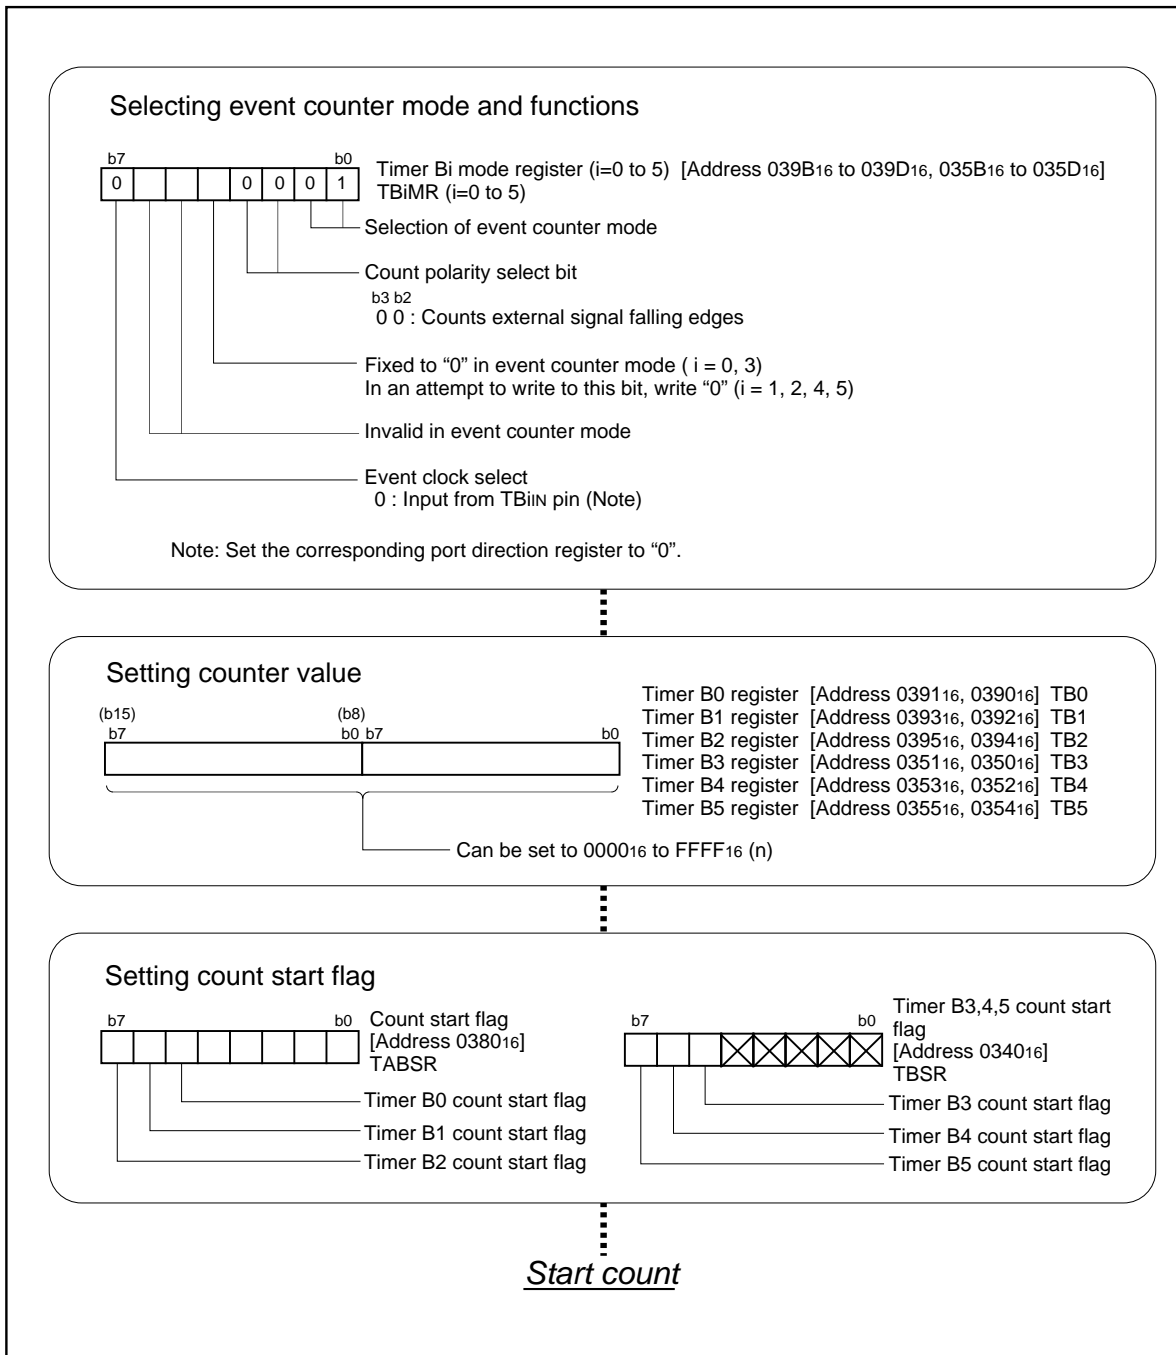 Selecting event counter mode and functions
b7 b0
0 0 0 0 1
Timer Bi mode register (i=0 to 5) [Address 039B16 to 039D16, 035B16 to 035D16]
TBiMR (i=0 to 5)
Selection of event counter mode
Count polarity select bit
b3 b2
0 0 : Counts external signal falling edges
Fixed to “0” in event counter mode ( i = 0, 3)
In an attempt to write to this bit, write “0” (i = 1, 2, 4, 5)
Invalid in event counter mode
Event clock select
0 : Input from TBiIN pin (Note)
Note: Set the corresponding port direction register to “0”.
Setting counter value
(b15) (b8)
b7 b0 b7 b0
Timer B0 register [Address 039116, 039016] TB0
Timer B1 register [Address 039316, 039216] TB1
Timer B2 register [Address 039516, 039416] TB2
Timer B3 register [Address 035116, 035016] TB3
Timer B4 register [Address 035316, 035216] TB4
Timer B5 register [Address 035516, 035416] TB5
Can be set to 000016 to FFFF16 (n)
Setting count start flag
b7 b0
Count start flag
[Address 038016]
TABSR
Timer B0 count start flag
Timer B1 count start flag
Timer B2 count start flag
b7 b0
Timer B3,4,5 count start
flag
[Address 034016]
TBSR
Timer B3 count start flag
Timer B4 count start flag
Timer B5 count start flag
Start count